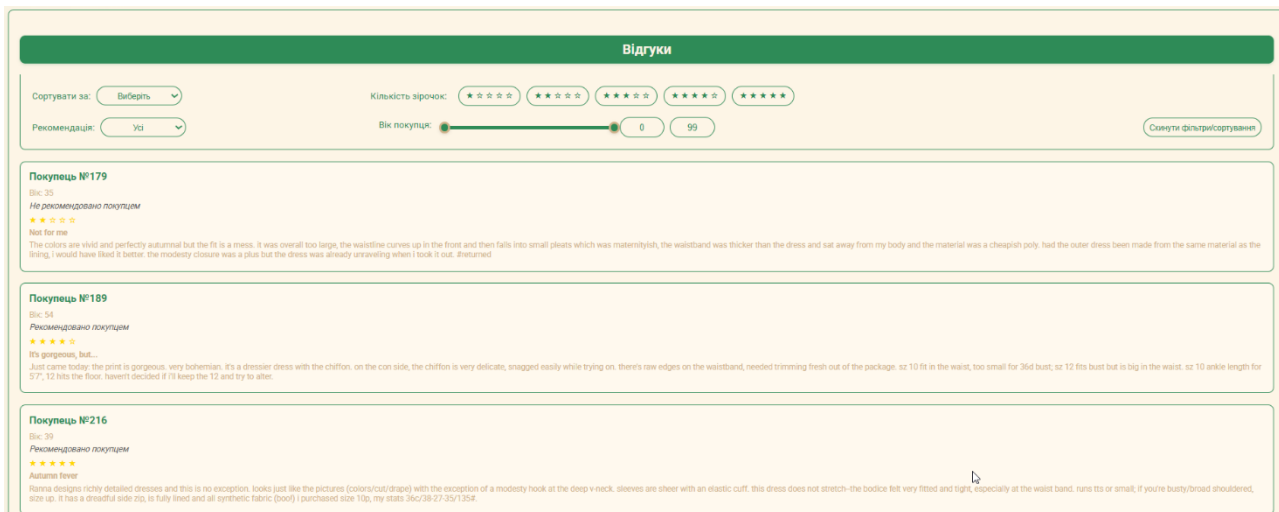 Відгуки
Сортувати за: Виберіть Кількість зірочок: ★☆☆☆☆ ★★☆☆☆ ★★★☆☆ ★★★★☆ ★★★★★
Рекомендація: Усі Вік покупця: 0 99 Скинути фільтри/сортування
Покупець №179
Вік: 35
Не рекомендовано покупцем
★★☆☆☆
Not for me
The colors are vivid and perfectly autumnal but the fit is a mess. it was overall too large, the waistline curves up in the front and then falls into small pleats which was maternityish, the waistband was thicker than the dress and sat away from my body and the material was a cheapish poly. had the outer dress been made from the same material as the
lining, i would have liked it better. the modesty closure was a plus but the dress was already unraveling when i took it out. #returned
Покупець №189
Вік: 54
Рекомендовано покупцем
★★★★☆
It's gorgeous, but...
Just came today: the print is gorgeous. very bohemian. it's a dressier dress with the chiffon. on the con side, the chiffon is very delicate, snagged easily while trying on. there's raw edges on the waistband, needed trimming fresh out of the package. sz 10 fit in the waist, too small for 36d bust; sz 12 fits bust but is big in the waist. sz 10 ankle length for
5'7", 12 hits the floor. haven't decided if i'll keep the 12 and try to alter.
Покупець №216
Вік: 39
Рекомендовано покупцем
★★★★★
Autumn fever
Ranna designs richly detailed dresses and this is no exception. looks just like the pictures (colors/cut/drape) with the exception of a modesty hook at the deep v-neck. sleeves are sheer with an elastic cuff. this dress does not stretch--the bodice felt very fitted and tight, especially at the waist band. runs tts or small; if you're busty/broad shouldered,
size up. it has a dreadful side zip, is fully lined and all synthetic fabric (boo!) i purchased size 10p, my stats 36c/38-27-35/135#.